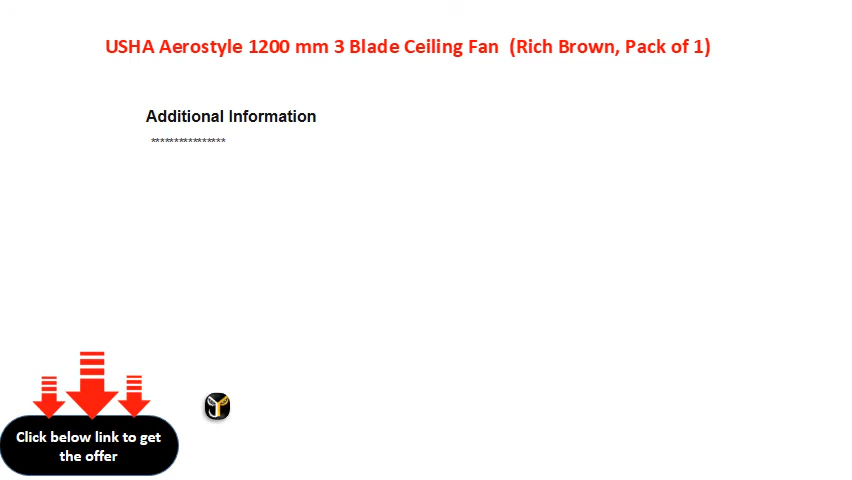 USHA Aerostyle 1200 mm 3 Blade Ceiling Fan  (Rich Brown, Pack of 1)
Additional Information
****************
Click below link to get
the offer